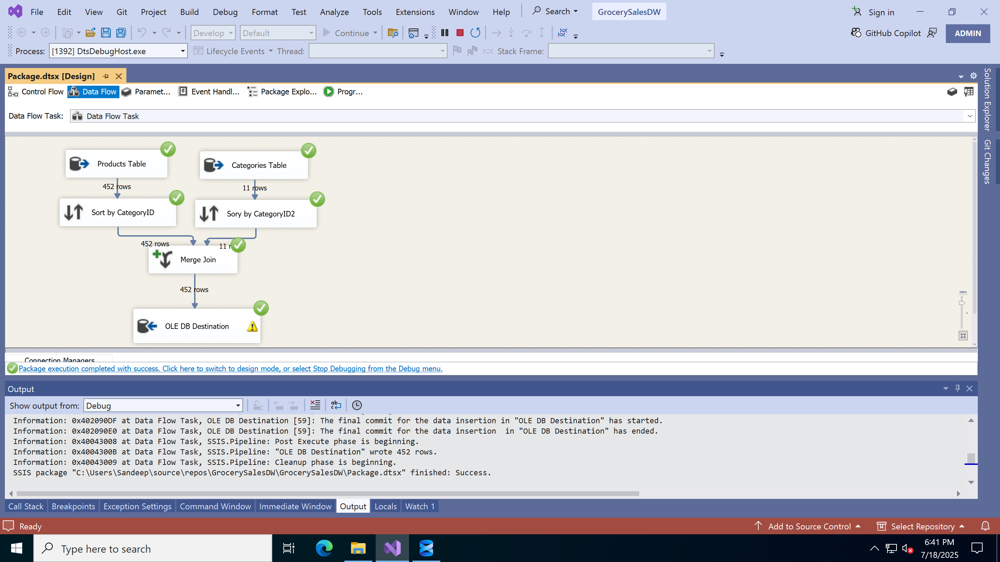 File Edit View Git Project Build Debug Format Test Analyze Tools Extensions Window Help Search GrocerySalesDW Sign in
Develop Default Continue GitHub Copilot ADMIN
Process: [1392] DtsDebugHost.exe Lifecycle Events Thread: Stack Frame:
Package.dtsx [Design]
Control Flow Data Flow Paramet... Event Handl... Package Explo... Progr...
Data Flow Task: Data Flow Task
Solution Explorer
Git Changes
Products Table
Categories Table
452 rows
11 rows
Sort by CategoryID
Sory by CategoryID2
452 rows
11 r
Merge Join
452 rows
200%
OLE DB Destination
Connection Managers
Package execution completed with success. Click here to switch to design mode, or select Stop Debugging from the Debug menu.
Output
Show output from: Debug
Information: 0x402090DF at Data Flow Task, OLE DB Destination [59]: The final commit for the data insertion in "OLE DB Destination" has started.
Information: 0x402090E0 at Data Flow Task, OLE DB Destination [59]: The final commit for the data insertion  in "OLE DB Destination" has ended.
Information: 0x40043008 at Data Flow Task, SSIS.Pipeline: Post Execute phase is beginning.
Information: 0x4004300B at Data Flow Task, SSIS.Pipeline: "OLE DB Destination" wrote 452 rows.
Information: 0x40043009 at Data Flow Task, SSIS.Pipeline: Cleanup phase is beginning.
SSIS package "C:\Users\Sandeep\source\repos\GrocerySalesDW\GrocerySalesDW\Package.dtsx" finished: Success.
Call Stack Breakpoints Exception Settings Command Window Immediate Window Output Locals Watch 1
Ready Add to Source Control Select Repository
Type here to search
6:41 PM
7/18/2025